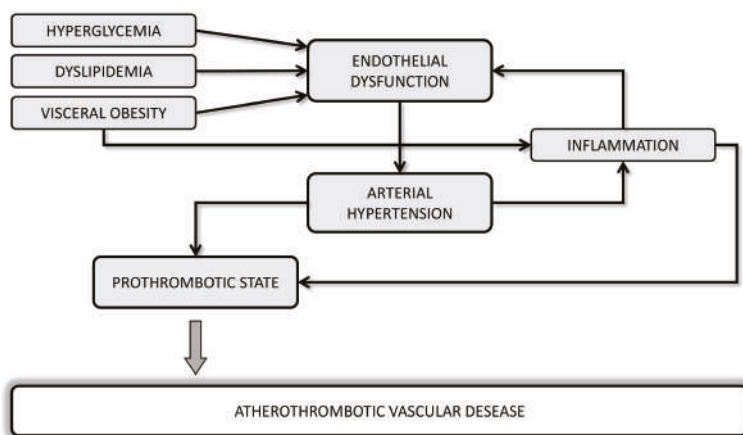 HYPERGLYCEMIA
DYSLIPIDEMIA
VISCERAL OBESITY
ENDOTHELIAL
DYSFUNCTION
INFLAMMATION
ARTERIAL
HYPERTENSION
PROTHROMBOTIC STATE
ATHEROTHROMBOTIC VASCULAR DESEASE